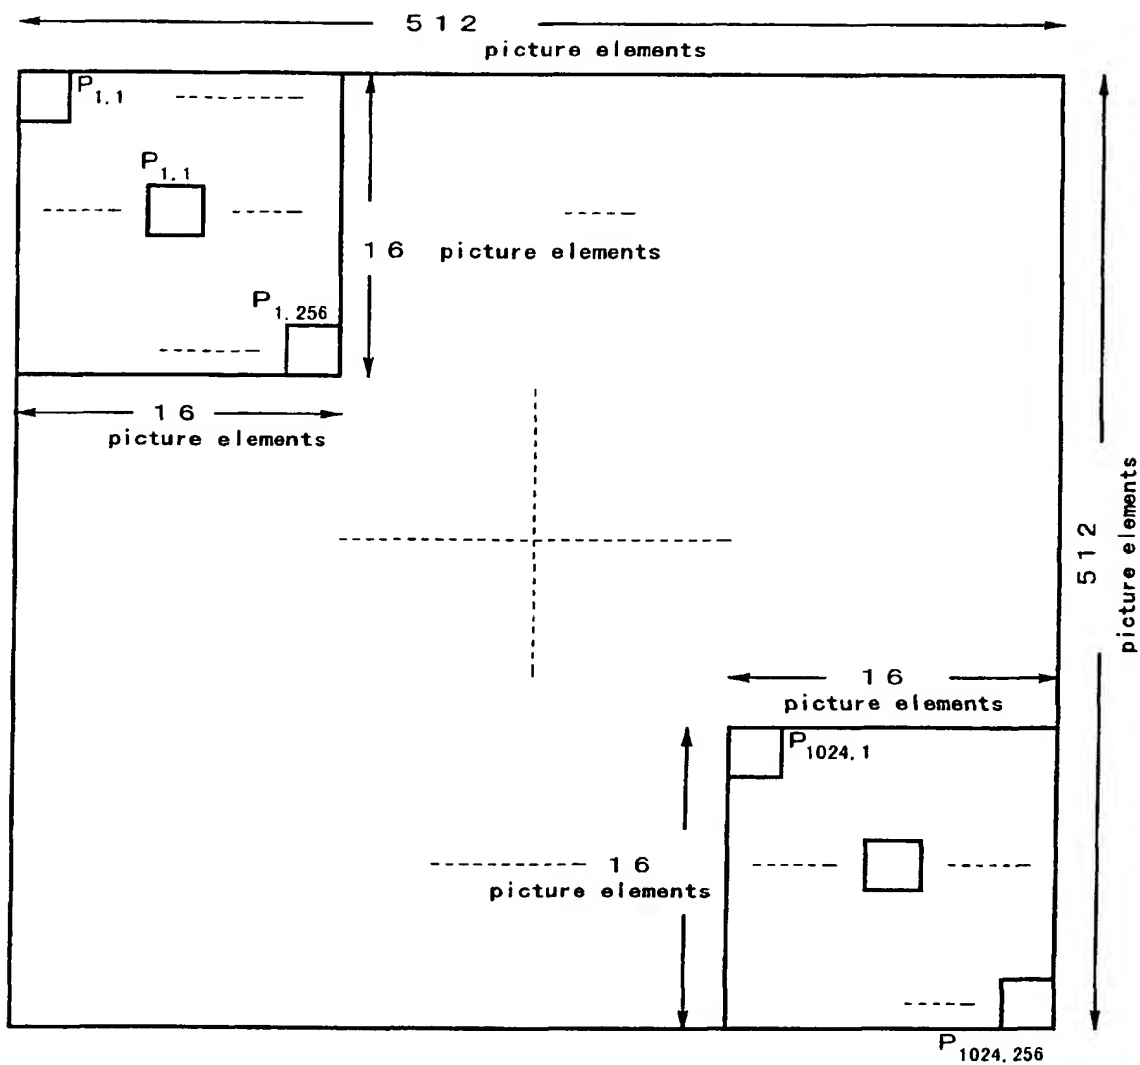 512
picture elements
P1,1
P1,1
16 picture elements
P1,256
16
picture elements
512
picture elements
16
picture elements
P1024,1
16
picture elements
P1024,256